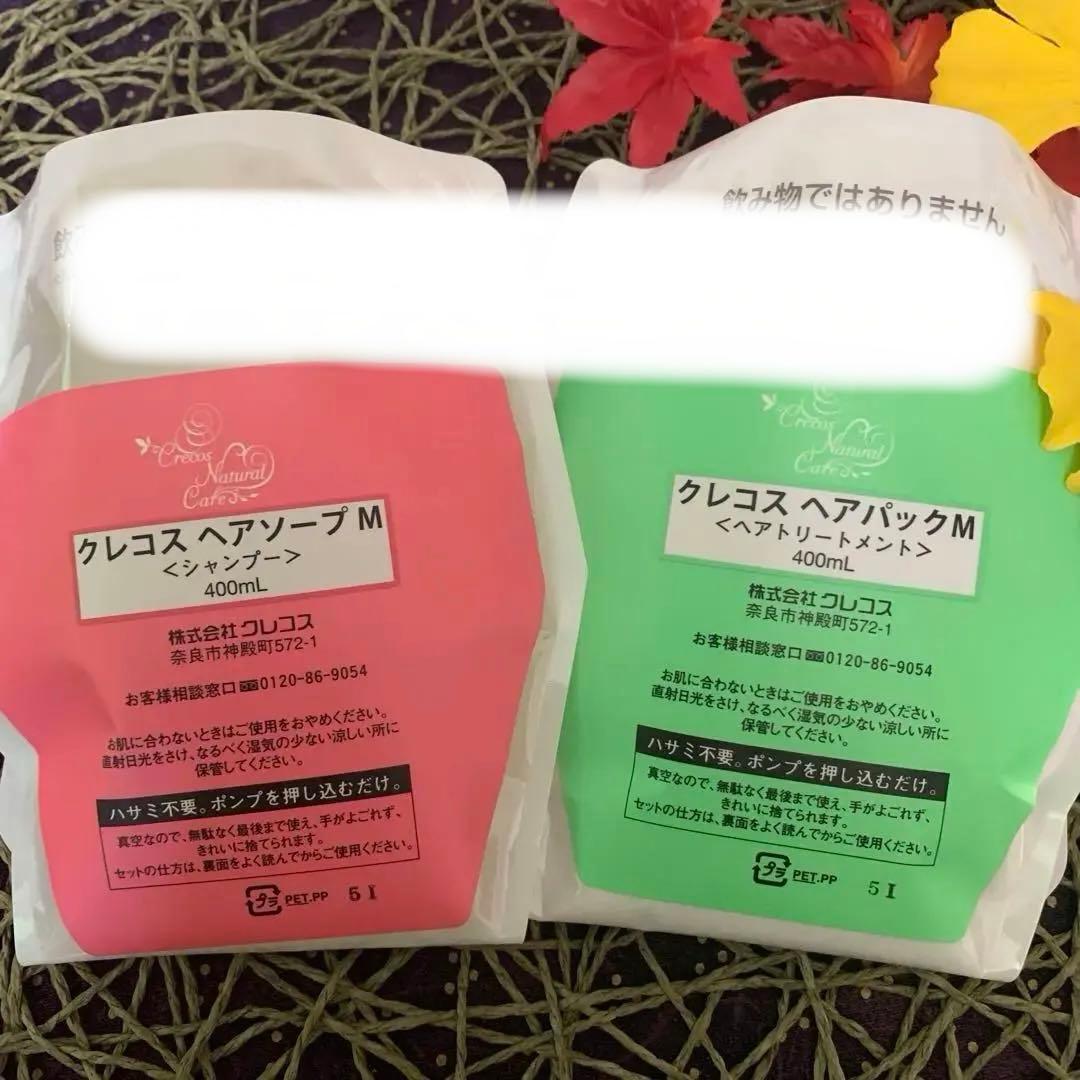 飲
Crecos
Natural
Care
クレコス ヘアソープ M
<シャンプー>
400mL
株式会社クレコス
奈良市神殿町572-1
お客様相談窓口 0120-86-9054
お肌に合わないときはご使用をおやめください。
直射日光をさけ、なるべく湿気の少ない涼しい所に
保管してください。
ハサミ不要。ポンプを押し込むだけ。
真空なので、無駄なく最後まで使え、手がよごれず、
きれいに捨てられます。
セットの仕方は、裏面をよく読んでからご使用ください。
プラ PET.PP 5I
飲み物ではありません
Crecos
Natural
Care
クレコス ヘアパックM
<ヘアトリートメント>
400mL
株式会社クレコス
奈良市神殿町572-1
お客様相談窓口 0120-86-9054
お肌に合わないときはご使用をおやめください。
直射日光をさけ、なるべく湿気の少ない涼しい所に
保管してください。
ハサミ不要。ポンプを押し込むだけ。
真空なので、無駄なく最後まで使え、手がよごれず、
きれいに捨てられます。
セットの仕方は、裏面をよく読んでからご使用ください。
プラ PET.PP 5I